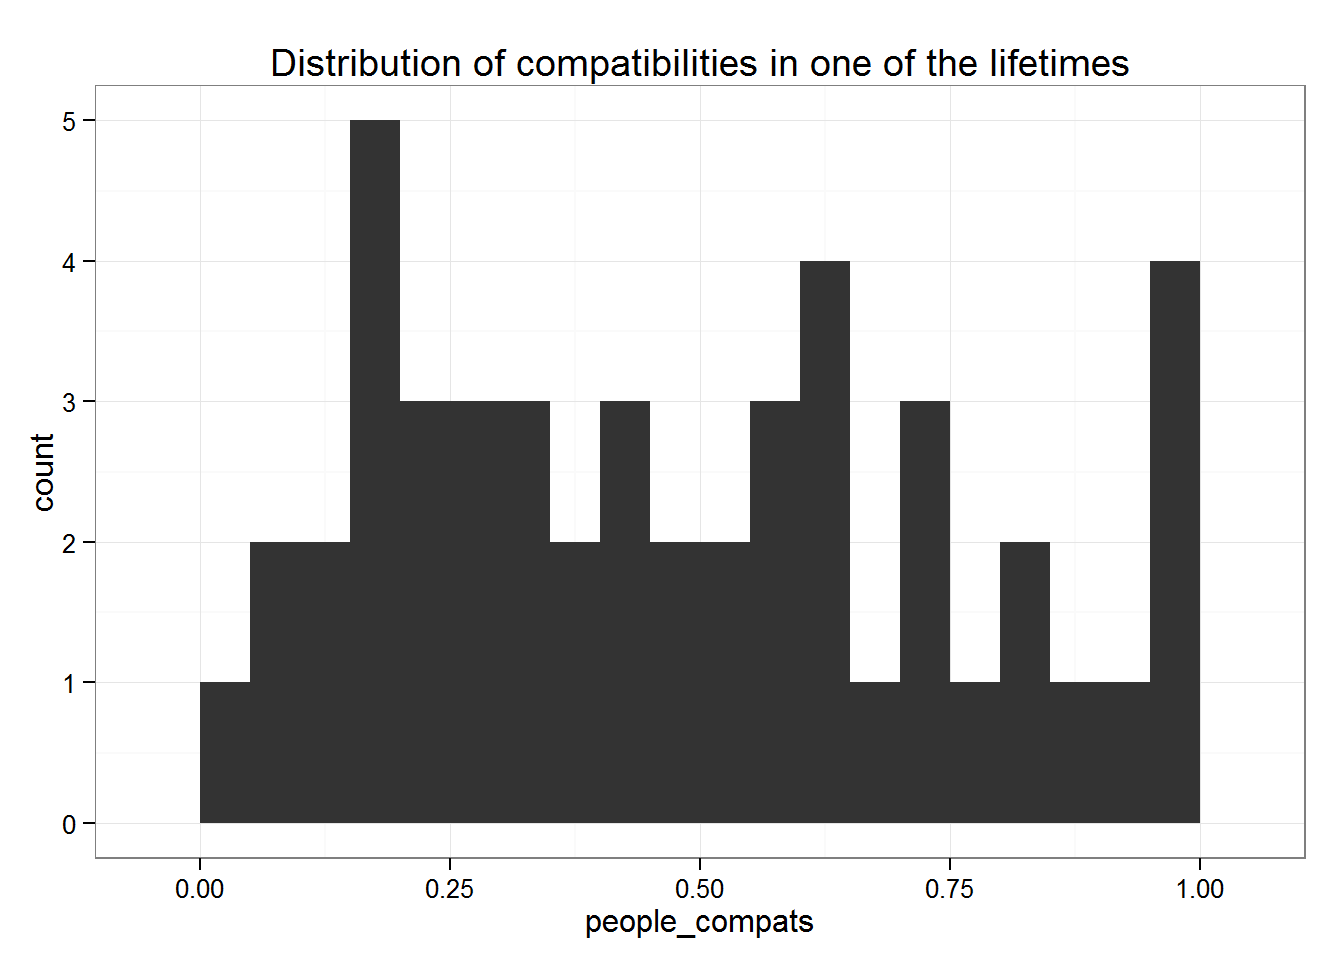 Distribution of compatibilities in one of the lifetimes
5
4
3
2
1
0
count
0.00 0.25 0.50 0.75 1.00
people_compats